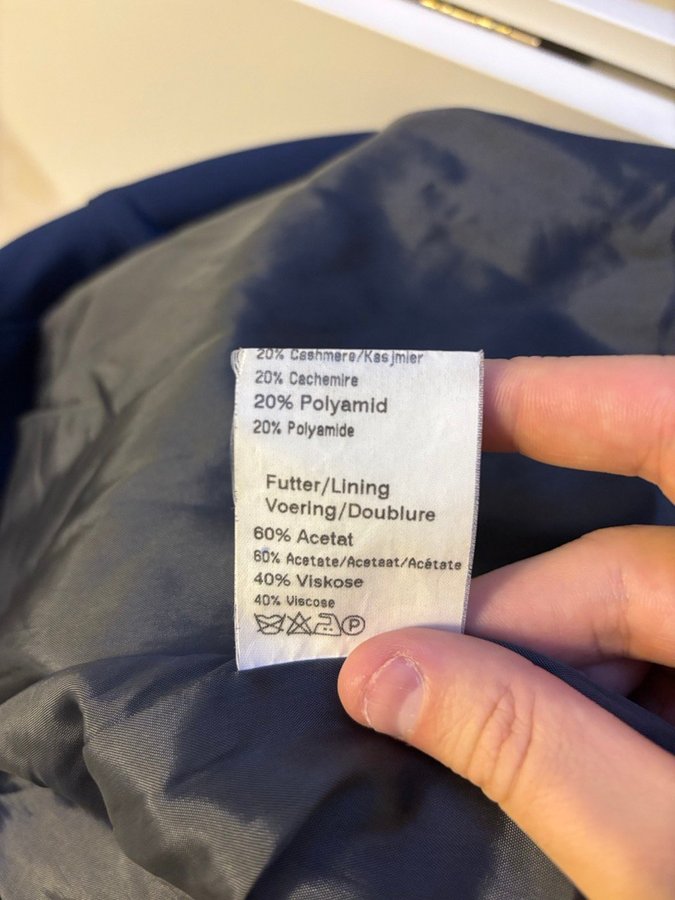 20% Cashmere/Kasjmier
20% Cachemire
20% Polyamid
20% Polyamide
Futter/Lining
Voering/Doublure
60% Acetat
60% Acetate/Acetaat/Acétate
40% Viskose
40% Viscose
P